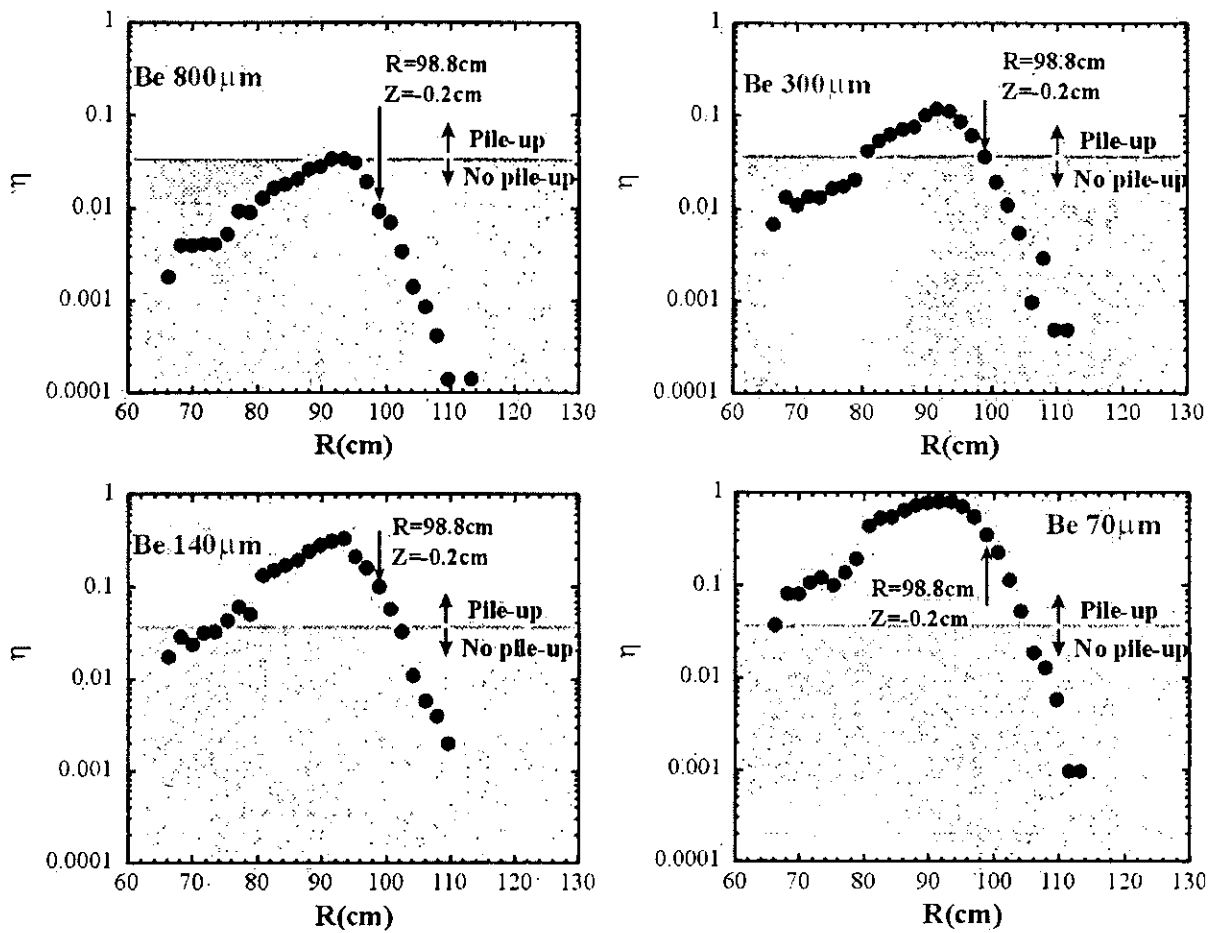 1
Be 800μm
R=98.8cm
Z=-0.2cm
0.1
Pile-up
No pile-up
η
0.01
0.001
0.0001
60 70 80 90 100 110 120 130
R(cm)
1
Be 300μm
R=98.8cm
Z=-0.2cm
0.1
Pile-up
No pile-up
η
0.01
0.001
0.0001
60 70 80 90 100 110 120 130
R(cm)
1
Be 140μm
R=98.8cm
Z=-0.2cm
0.1
Pile-up
No pile-up
η
0.01
0.001
0.0001
60 70 80 90 100 110 120 130
R(cm)
1
Be 70μm
0.1
R=98.8cm
Z=-0.2cm
Pile-up
No pile-up
η
0.01
0.001
0.0001
60 70 80 90 100 110 120 130
R(cm)